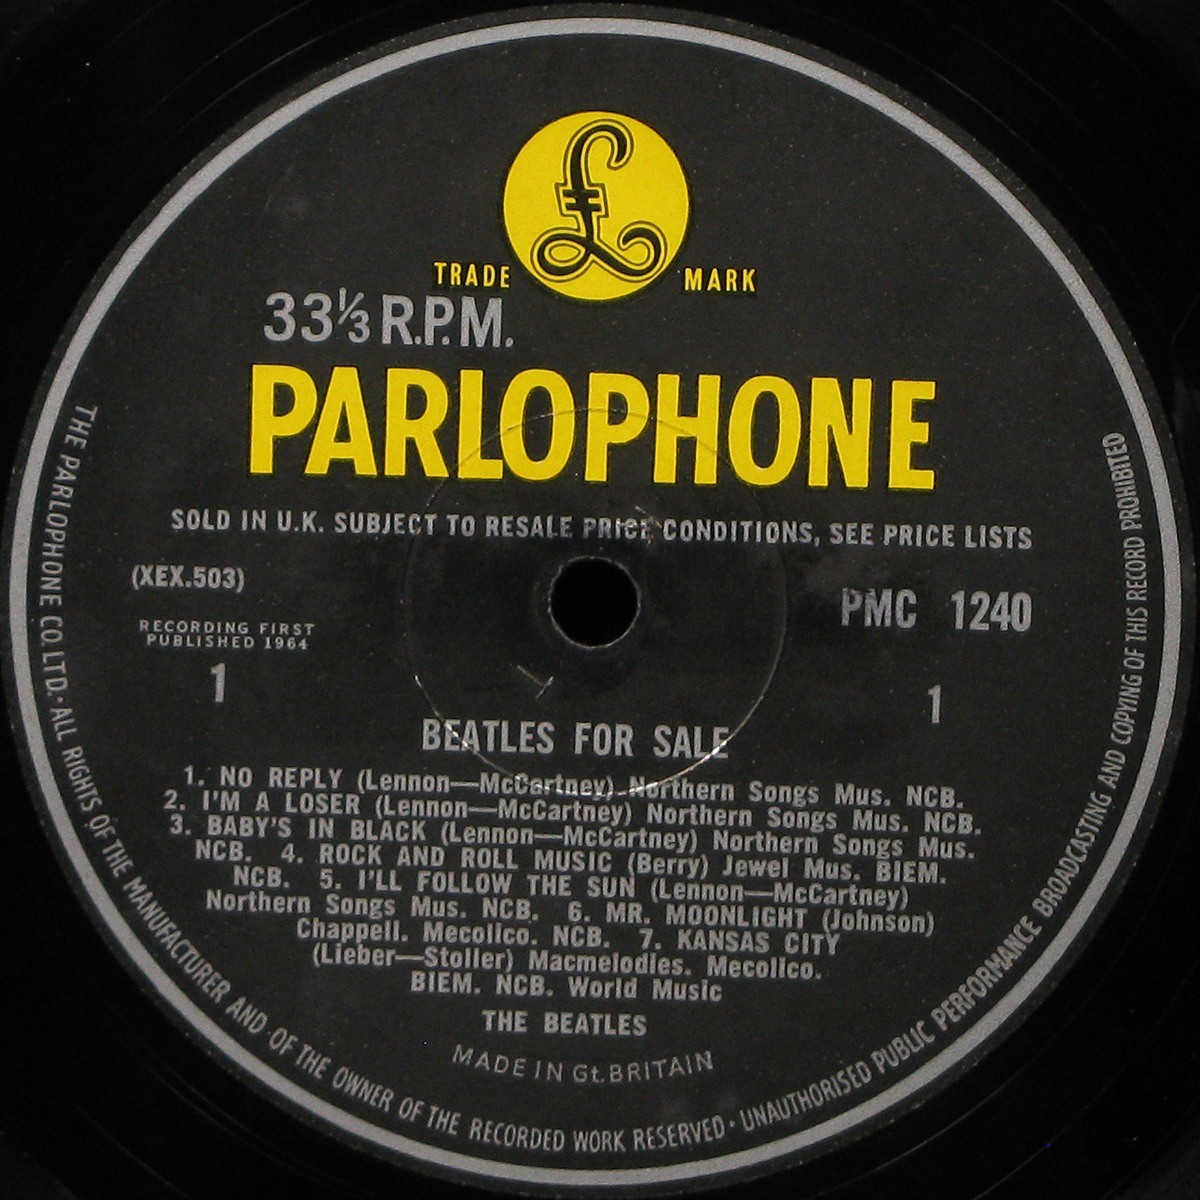 £
TRADE MARK
33⅓ R.P.M.
PARLOPHONE
SOLD IN U.K. SUBJECT TO RESALE PRICE CONDITIONS, SEE PRICE LISTS
(XEX.503)
PMC 1240
RECORDING FIRST
PUBLISHED 1964
1
1
BEATLES FOR SALE
1. NO REPLY (Lennon—McCartney) Northern Songs Mus. NCB.
2. I'M A LOSER (Lennon—McCartney) Northern Songs Mus. NCB.
3. BABY'S IN BLACK (Lennon—McCartney) Northern Songs Mus.
NCB. 4. ROCK AND ROLL MUSIC (Berry) Jewel Mus. BIEM.
NCB. 5. I'LL FOLLOW THE SUN (Lennon—McCartney)
Northern Songs Mus. NCB. 6. MR. MOONLIGHT (Johnson)
Chappell. Mecolico. NCB. 7. KANSAS CITY
(Lieber—Stoller) Macmelodies. Mecolico.
BIEM. NCB. World Music
THE BEATLES
MADE IN Gt. BRITAIN
THE PARLOPHONE CO. LTD. · ALL RIGHTS OF THE MANUFACTURER AND OF THE OWNER OF THE RECORDED WORK RESERVED · UNAUTHORISED PUBLIC PERFORMANCE BROADCASTING AND COPYING OF THIS RECORD PROHIBITED